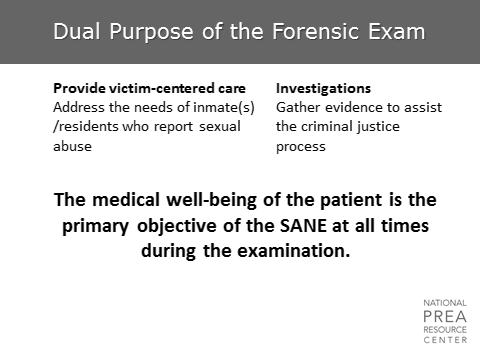 Dual Purpose of the Forensic Exam
Provide victim-centered care
Address the needs of inmate(s)
/residents who report sexual
abuse
Investigations
Gather evidence to assist
the criminal justice
process
The medical well-being of the patient is the
primary objective of the SANE at all times
during the examination.
NATIONAL
PREA
RESOURCE
CENTER